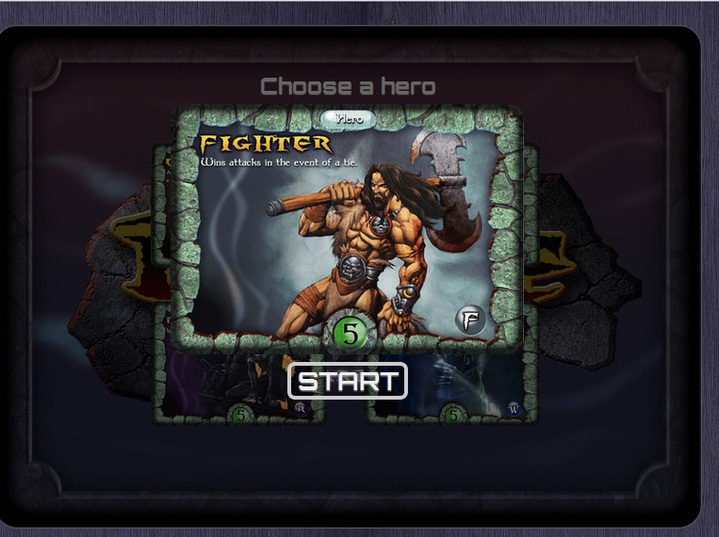 Choose a hero
Hero
FIGHTER
Wins attacks in the event of a tie.
F
5
START
5
R
5
W